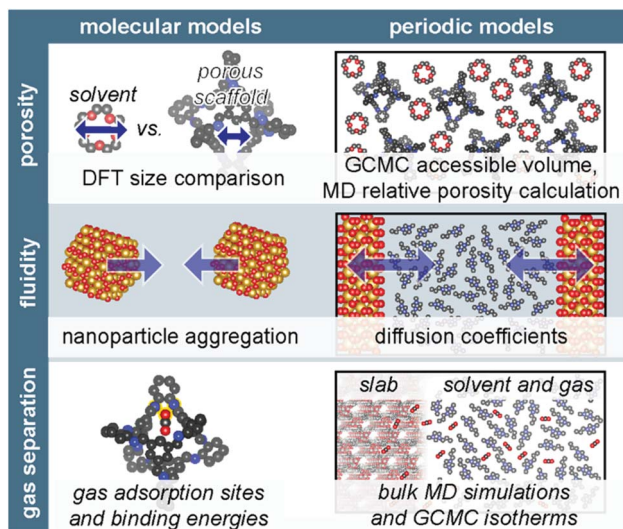 molecular models
periodic models
porosity
solvent
vs.
porous
scaffold
DFT size comparison
GCMC accessible volume,
MD relative porosity calculation
fluidity
nanoparticle aggregation
diffusion coefficients
gas separation
gas adsorption sites
and binding energies
slab
solvent and gas
bulk MD simulations
and GCMC isotherms